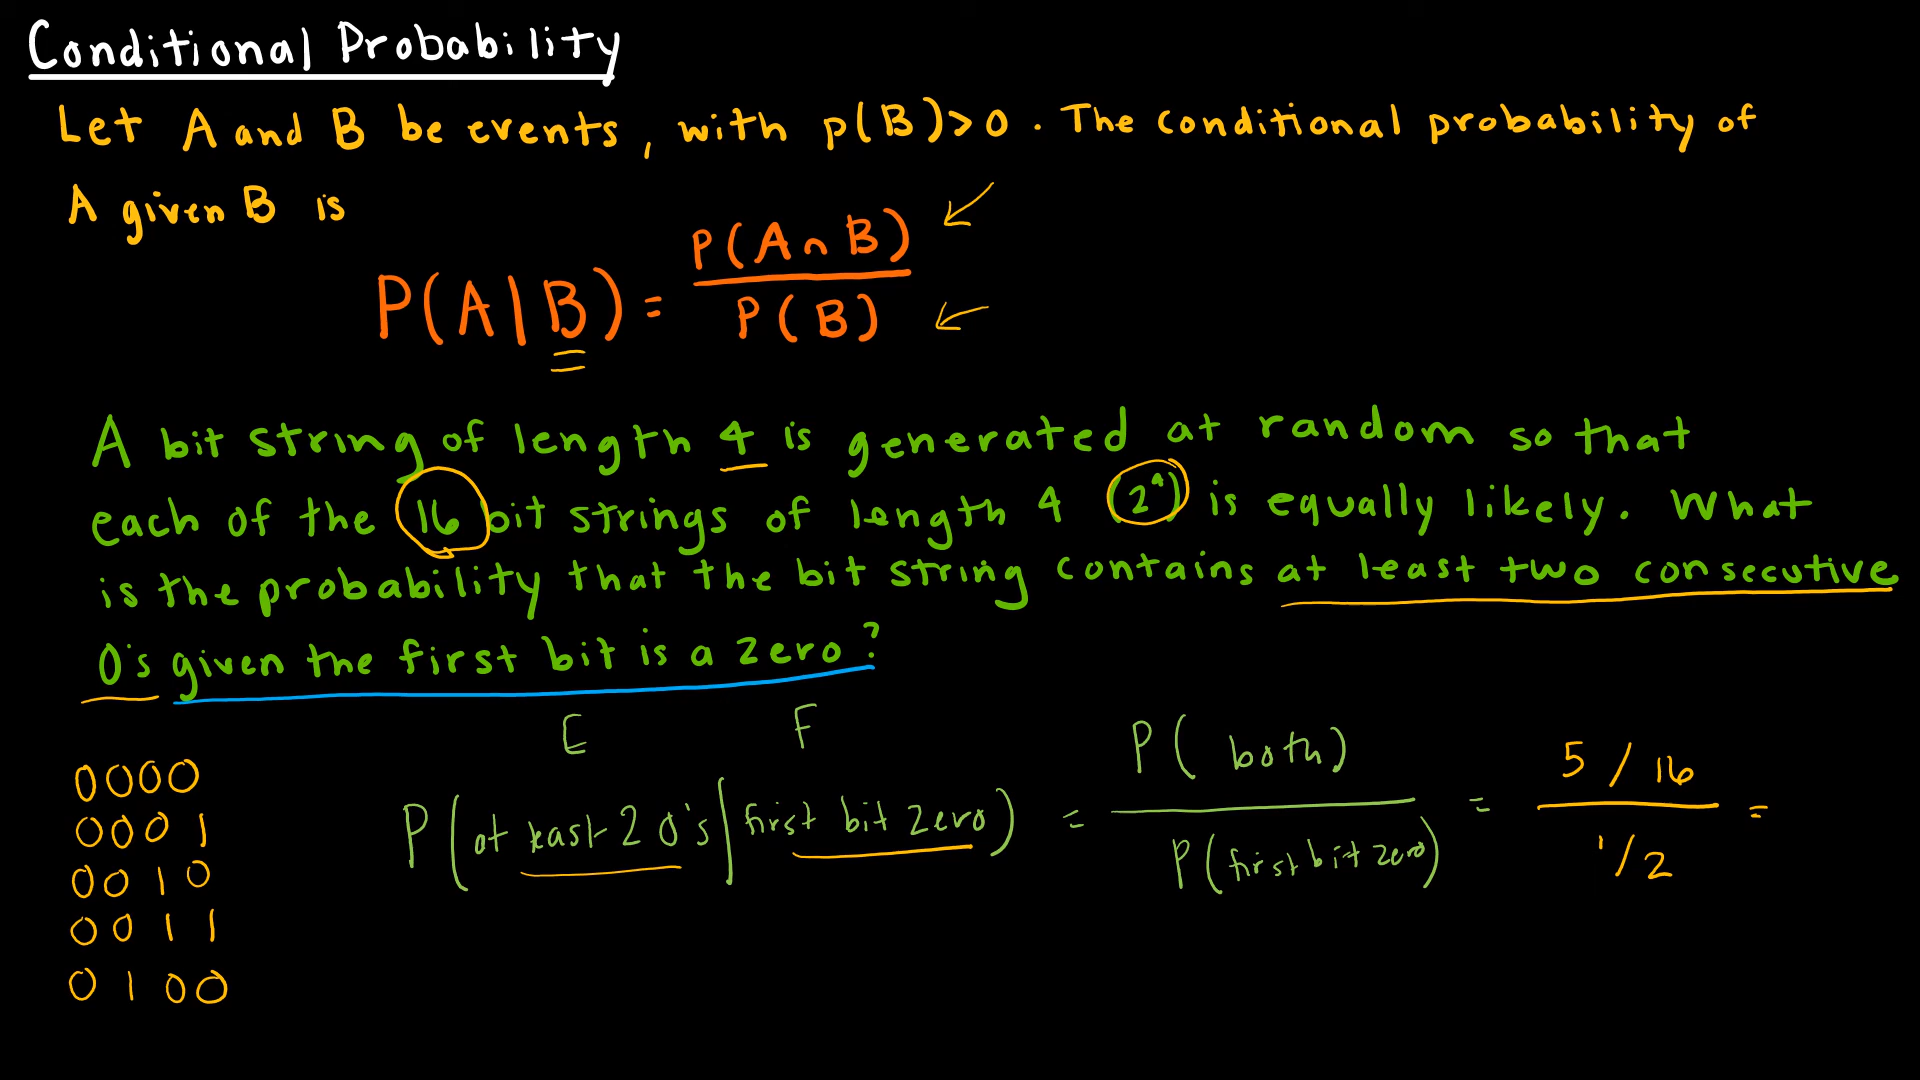 Conditional Probability
Let A and B be events, with p(B)>0. The conditional probability of
A given B is
P(A|B) = P(A∩B) / P(B)
A bit string of length 4 is generated at random so that
each of the 16 bit strings of length 4 (2⁴) is equally likely. What
is the probability that the bit string contains at least two consecutive
0's given the first bit is a zero?
E F
0000
0001
0010
0011
0100
P(at least 2 0's | first bit zero) = P(both) / P(first bit zero) = 5/16 / 1/2 =